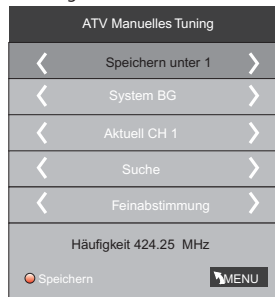 ATV Manuelles Tuning
Speichern unter 1
System BG
Aktuell CH 1
Suche
Feinabstimmung
Häufigkeit 424.25 MHz
Speichern
MENU